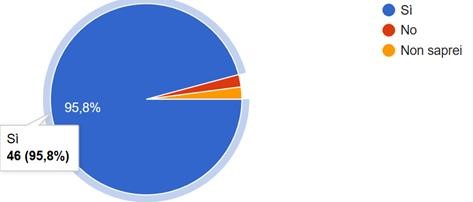 Sì
No
Non saprei
95,8%
Sì
46 (95,8%)